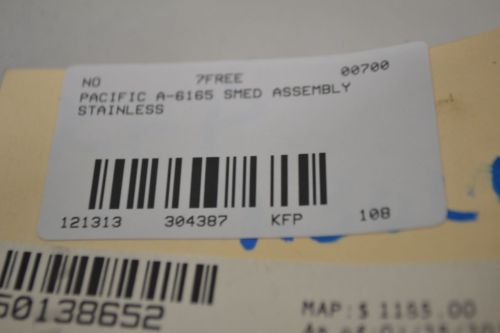 NO 7FREE 00700
PACIFIC A-6165 SMED ASSEMBLY
STAINLESS
121313 304387 KFP 108
50138652
MAP:$ 1155.00